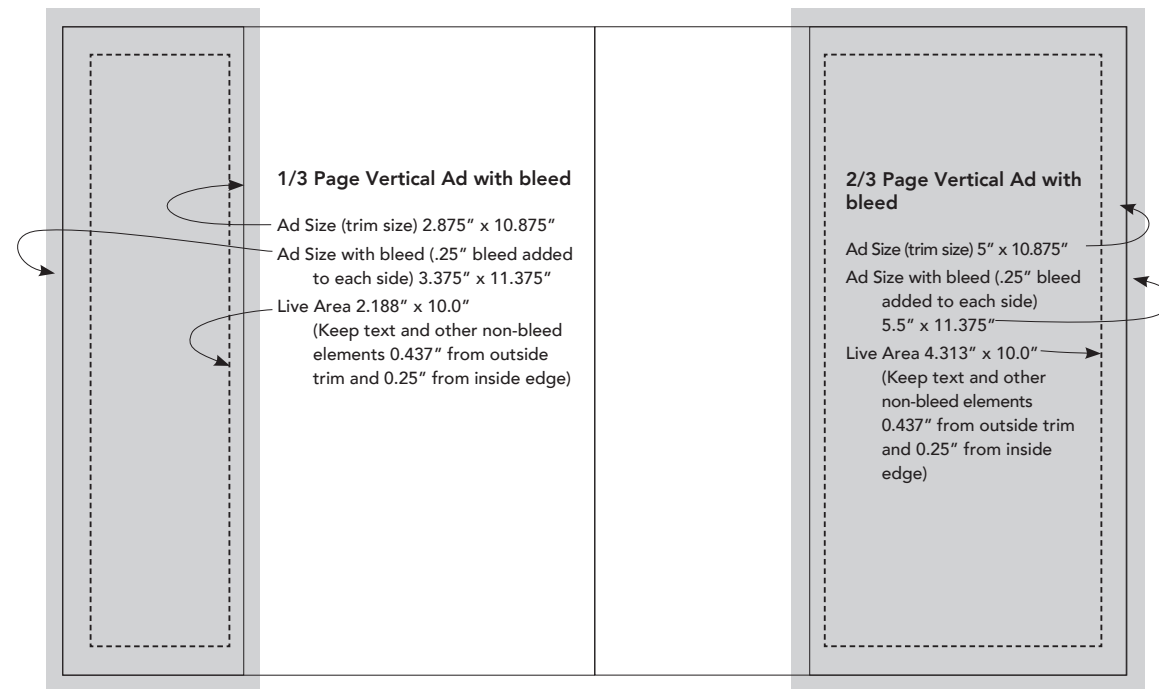 1/3 Page Vertical Ad with bleed
Ad Size (trim size) 2.875” x 10.875”
Ad Size with bleed (.25” bleed added
to each side) 3.375” x 11.375”
Live Area 2.188” x 10.0”
(Keep text and other non-bleed
elements 0.437” from outside
trim and 0.25” from inside edge)
2/3 Page Vertical Ad with
bleed
Ad Size (trim size) 5” x 10.875”
Ad Size with bleed (.25” bleed
added to each side)
5.5” x 11.375”
Live Area 4.313” x 10.0”
(Keep text and other
non-bleed elements
0.437” from outside trim
and 0.25” from inside
edge)